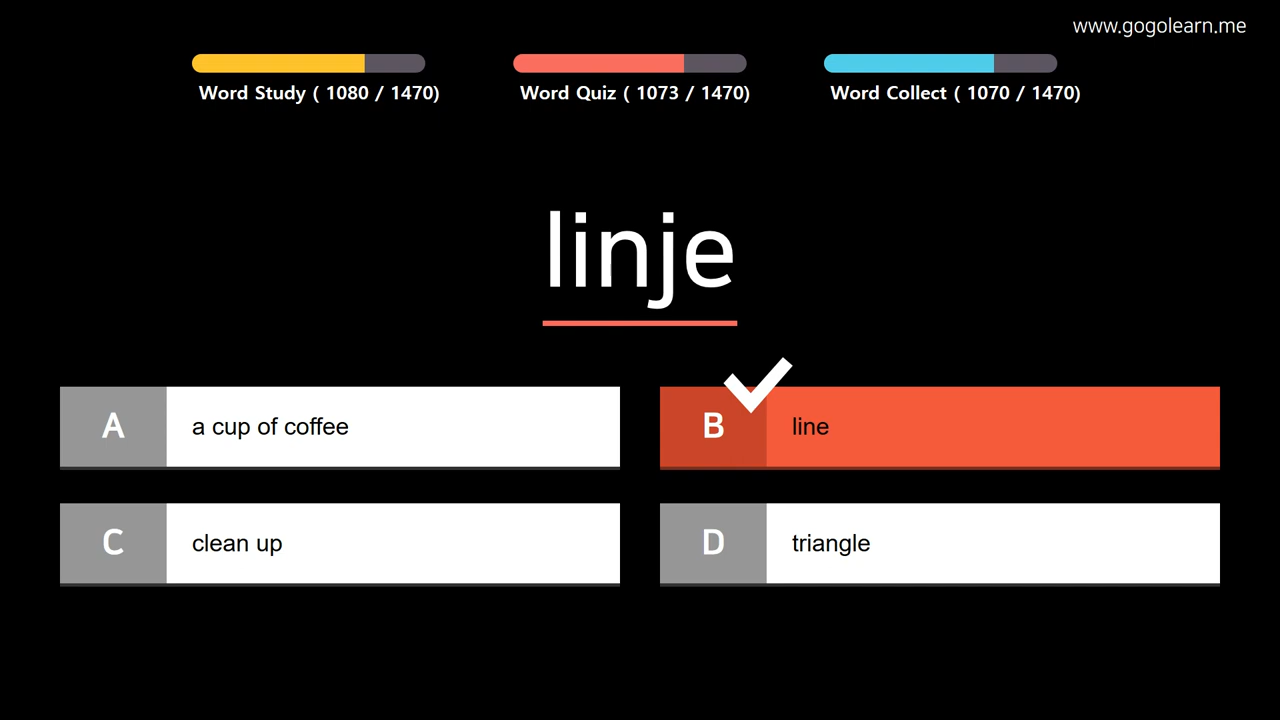 www.gogolearn.me
Word Study ( 1080 / 1470)
Word Quiz ( 1073 / 1470)
Word Collect ( 1070 / 1470)
linje
A a cup of coffee
B line
C clean up
D triangle